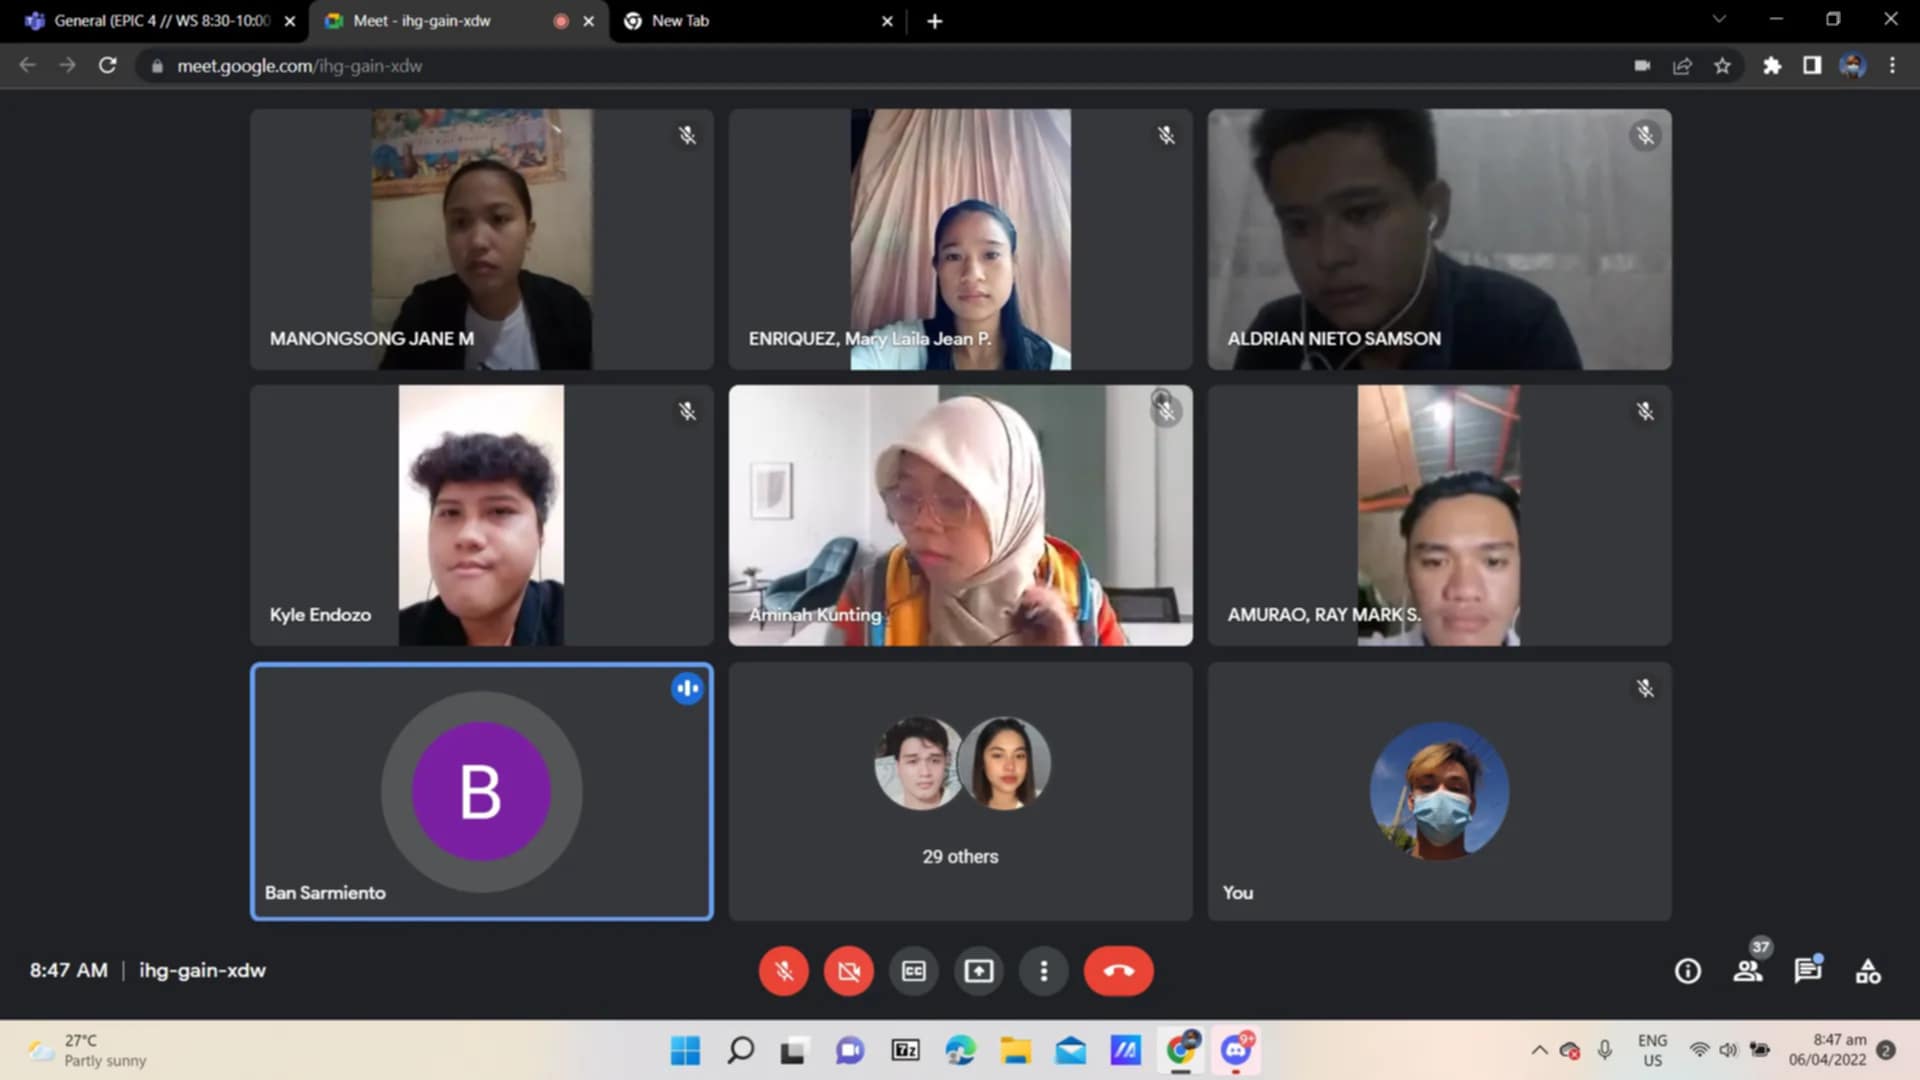 General (EPIC 4 // WS 8:30-10:00
Meet - ihg-gain-xdw
New Tab
meet.google.com/ihg-gain-xdw
MANONGSONG JANE M
ENRIQUEZ, Mary Laila Jean P.
ALDRIAN NIETO SAMSON
Kyle Endozo
Aminah Kunting
AMURAO, RAY MARK S.
B
Ban Sarmiento
29 others
You
8:47 AM | ihg-gain-xdw
CC
37
27°C
Partly sunny
7z
9+
ENG
US
8:47 am
06/04/2022
2